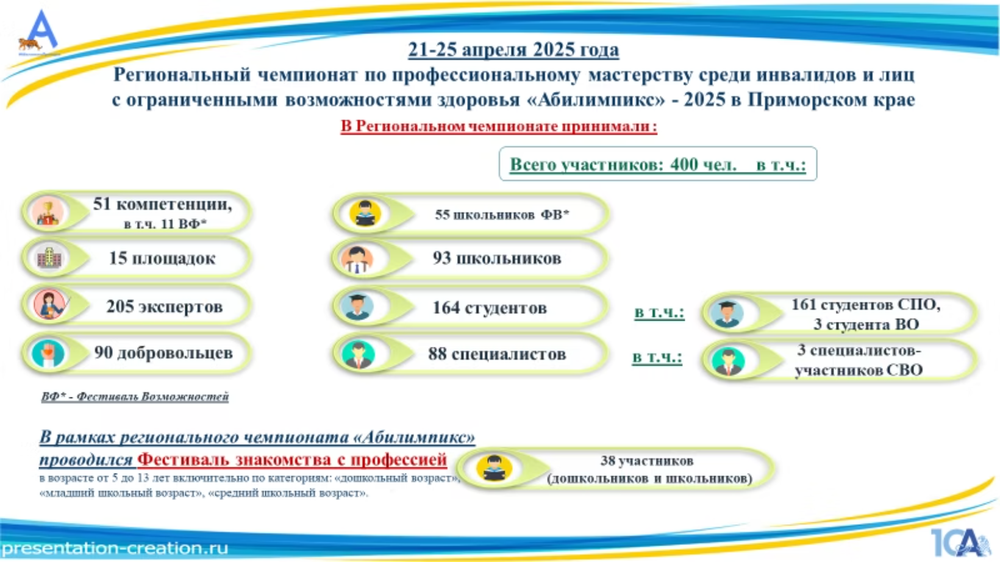 21-25 апреля 2025 года
Региональный чемпионат по профессиональному мастерству среди инвалидов и лиц
с ограниченными возможностями здоровья «Абилимпикс» - 2025 в Приморском крае
В Региональном чемпионате принимали :
Всего участников: 400 чел. в т.ч.:
51 компетенции,
в т.ч. 11 ВФ*
15 площадок
205 экспертов
90 добровольцев
ВФ* - Фестиваль Возможностей
55 школьников ФВ*
93 школьников
164 студентов
88 специалистов
в т.ч.:
161 студентов СПО,
3 студента ВО
в т.ч.:
3 специалистов-
участников СВО
В рамках регионального чемпионата «Абилимпикс»
проводился Фестиваль знакомства с профессией
в возрасте от 5 до 13 лет включительно по категориям: «дошкольный возраст»,
«младший школьный возраст», «средний школьный возраст».
38 участников
(дошкольников и школьников)
presentation-creation.ru
10А